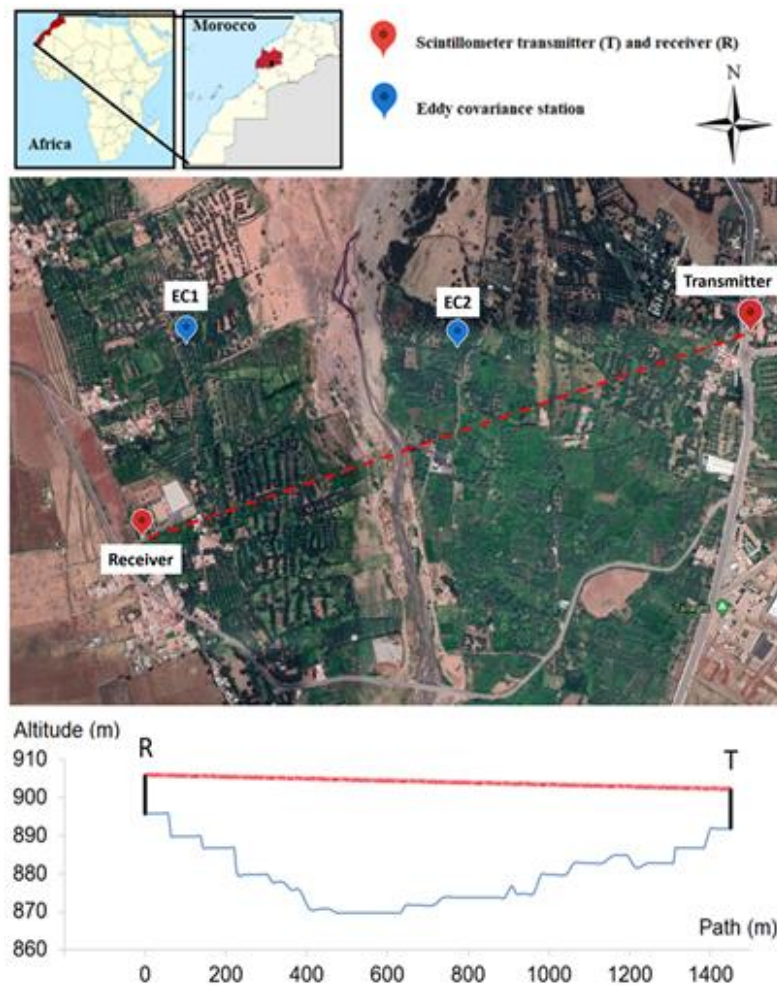 Morocco
Africa
Scintillometer transmitter (T) and receiver (R)
Eddy covariance station
N
EC1
EC2
Transmitter
Receiver
Altitude (m)
R
T
910
900
890
880
870
860
Path (m)
0
200
400
600
800
1000
1200
1400